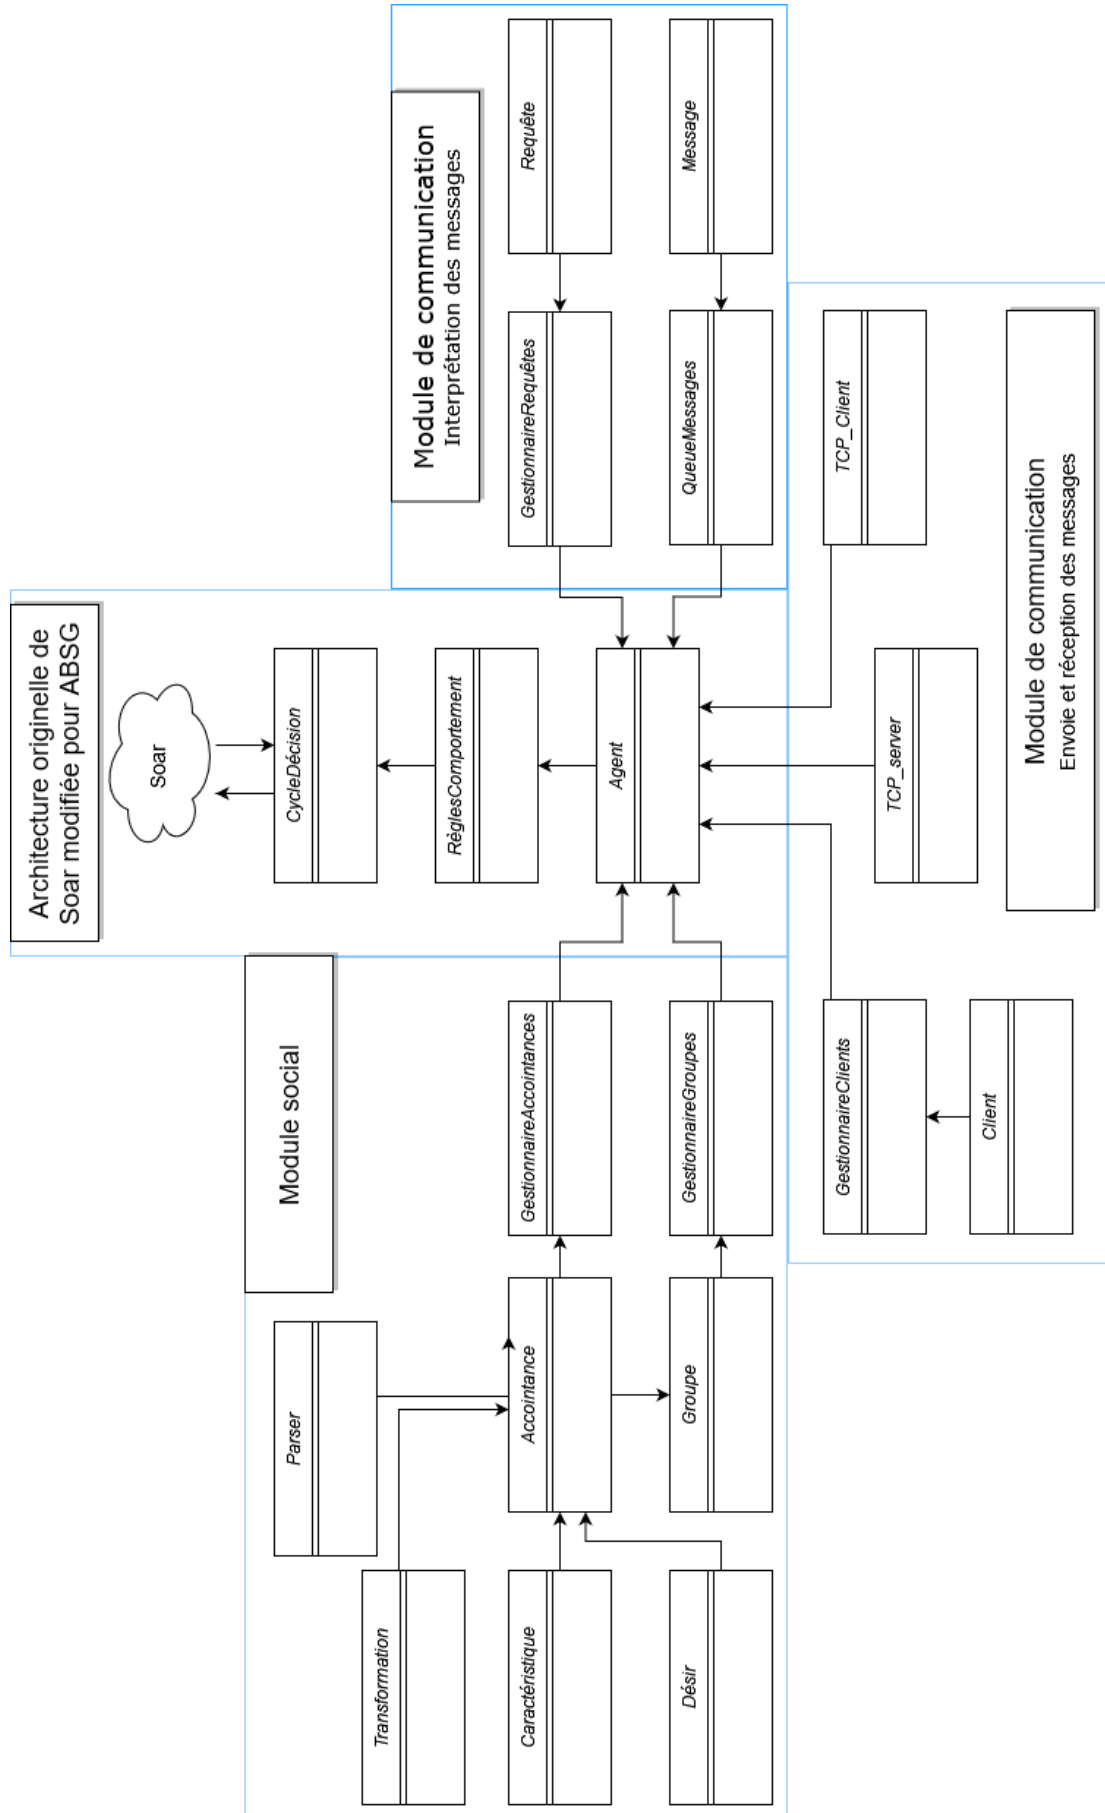 Architecture originelle de
Soar modifiée pour ABSG
Soar
CycleDécision
RèglesComportement
Agent
Module social
Parser
Transformation
Caractéristique
Désir
Accointance
Groupe
GestionnaireAccointances
GestionnaireGroupes
Module de communication
Interprétation des messages
GestionnaireRequêtes
Requête
QueueMessages
Message
GestionnaireClients
Client
TCP_server
TCP_Client
Module de communication
Envoie et réception des messages